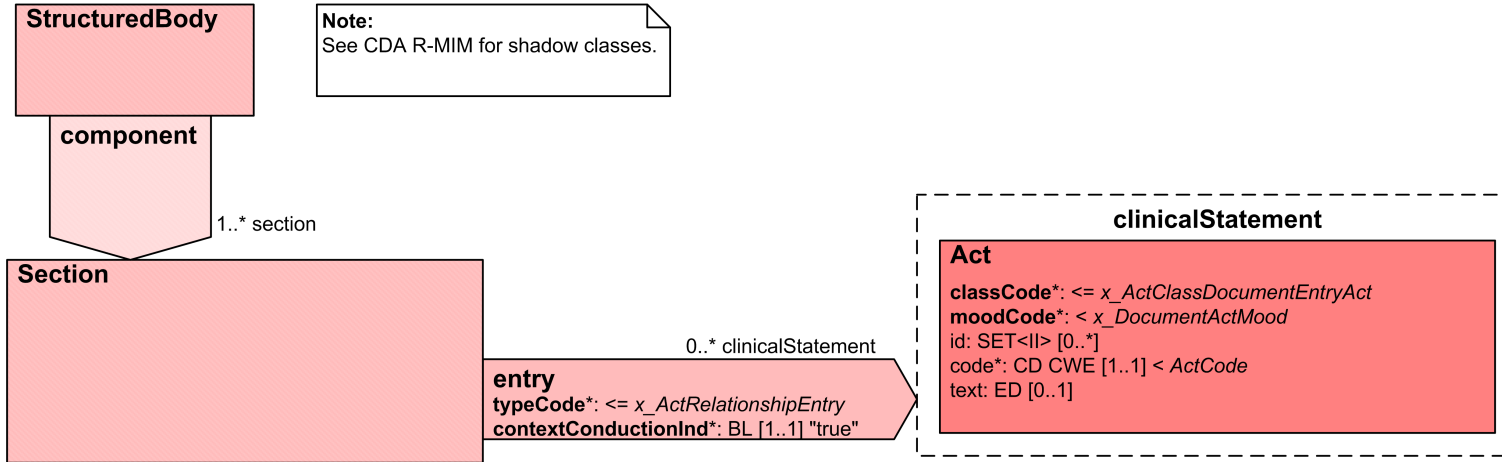 StructuredBody
Note:
See CDA R-MIM for shadow classes.
component
1..* section
Section
0..* clinicalStatement
entry
typeCode*: <= x_ActRelationshipEntry
contextConductionInd*: BL [1..1] "true"
clinicalStatement
Act
classCode*: <= x_ActClassDocumentEntryAct
moodCode*: < x_DocumentActMood
id: SET<II> [0..*]
code*: CD CWE [1..1] < ActCode
text: ED [0..1]